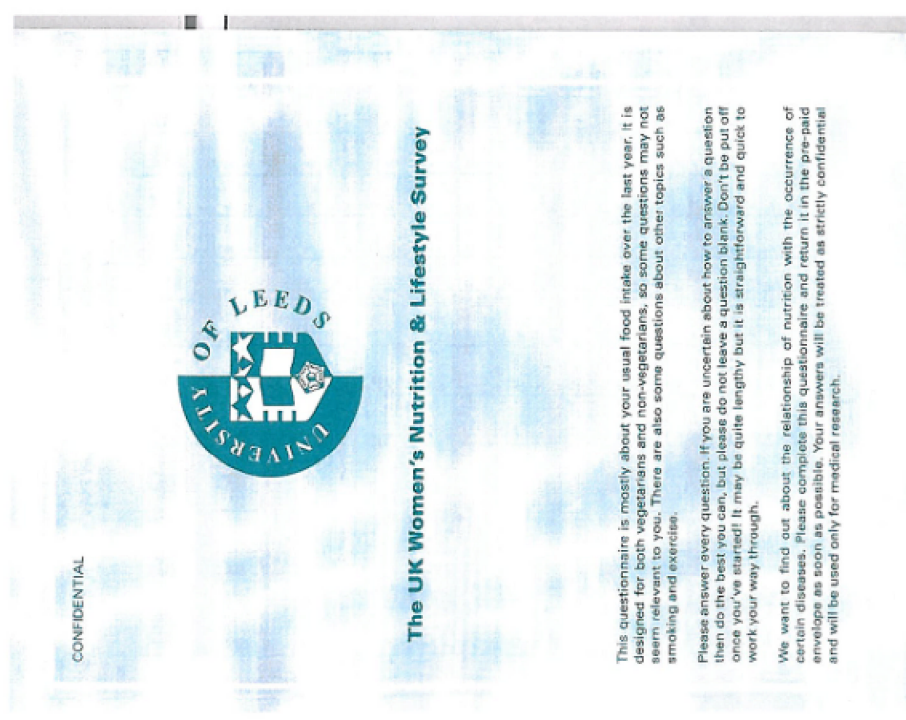 CONFIDENTIAL
UNIVERSITY OF LEEDS
The UK Women's Nutrition & Lifestyle Survey
This questionnaire is mostly about your usual food intake over the last year. It is
designed for both vegetarians and non-vegetarians, so some questions may not
seem relevant to you. There are also some questions about other topics such as
smoking and exercise.
Please answer every question. If you are uncertain about how to answer a question
then do the best you can, but please do not leave a question blank. Don't be put off
once you've started! It may be quite lengthy but it is straightforward and quick to
work your way through.
We want to find out about the relationship of nutrition with the occurrence of
certain diseases. Please complete this questionnaire and return it in the pre-paid
envelope as soon as possible. Your answers will be treated as strictly confidential
and will be used only for medical research.